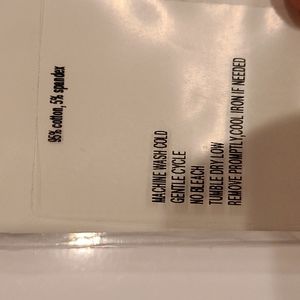 95% cotton, 5% spandex
MACHINE WASH COLD
GENTLE CYCLE
NO BLEACH
TUMBLE DRY LOW
REMOVE PROMPTLY,COOL IRON IF NEEDED